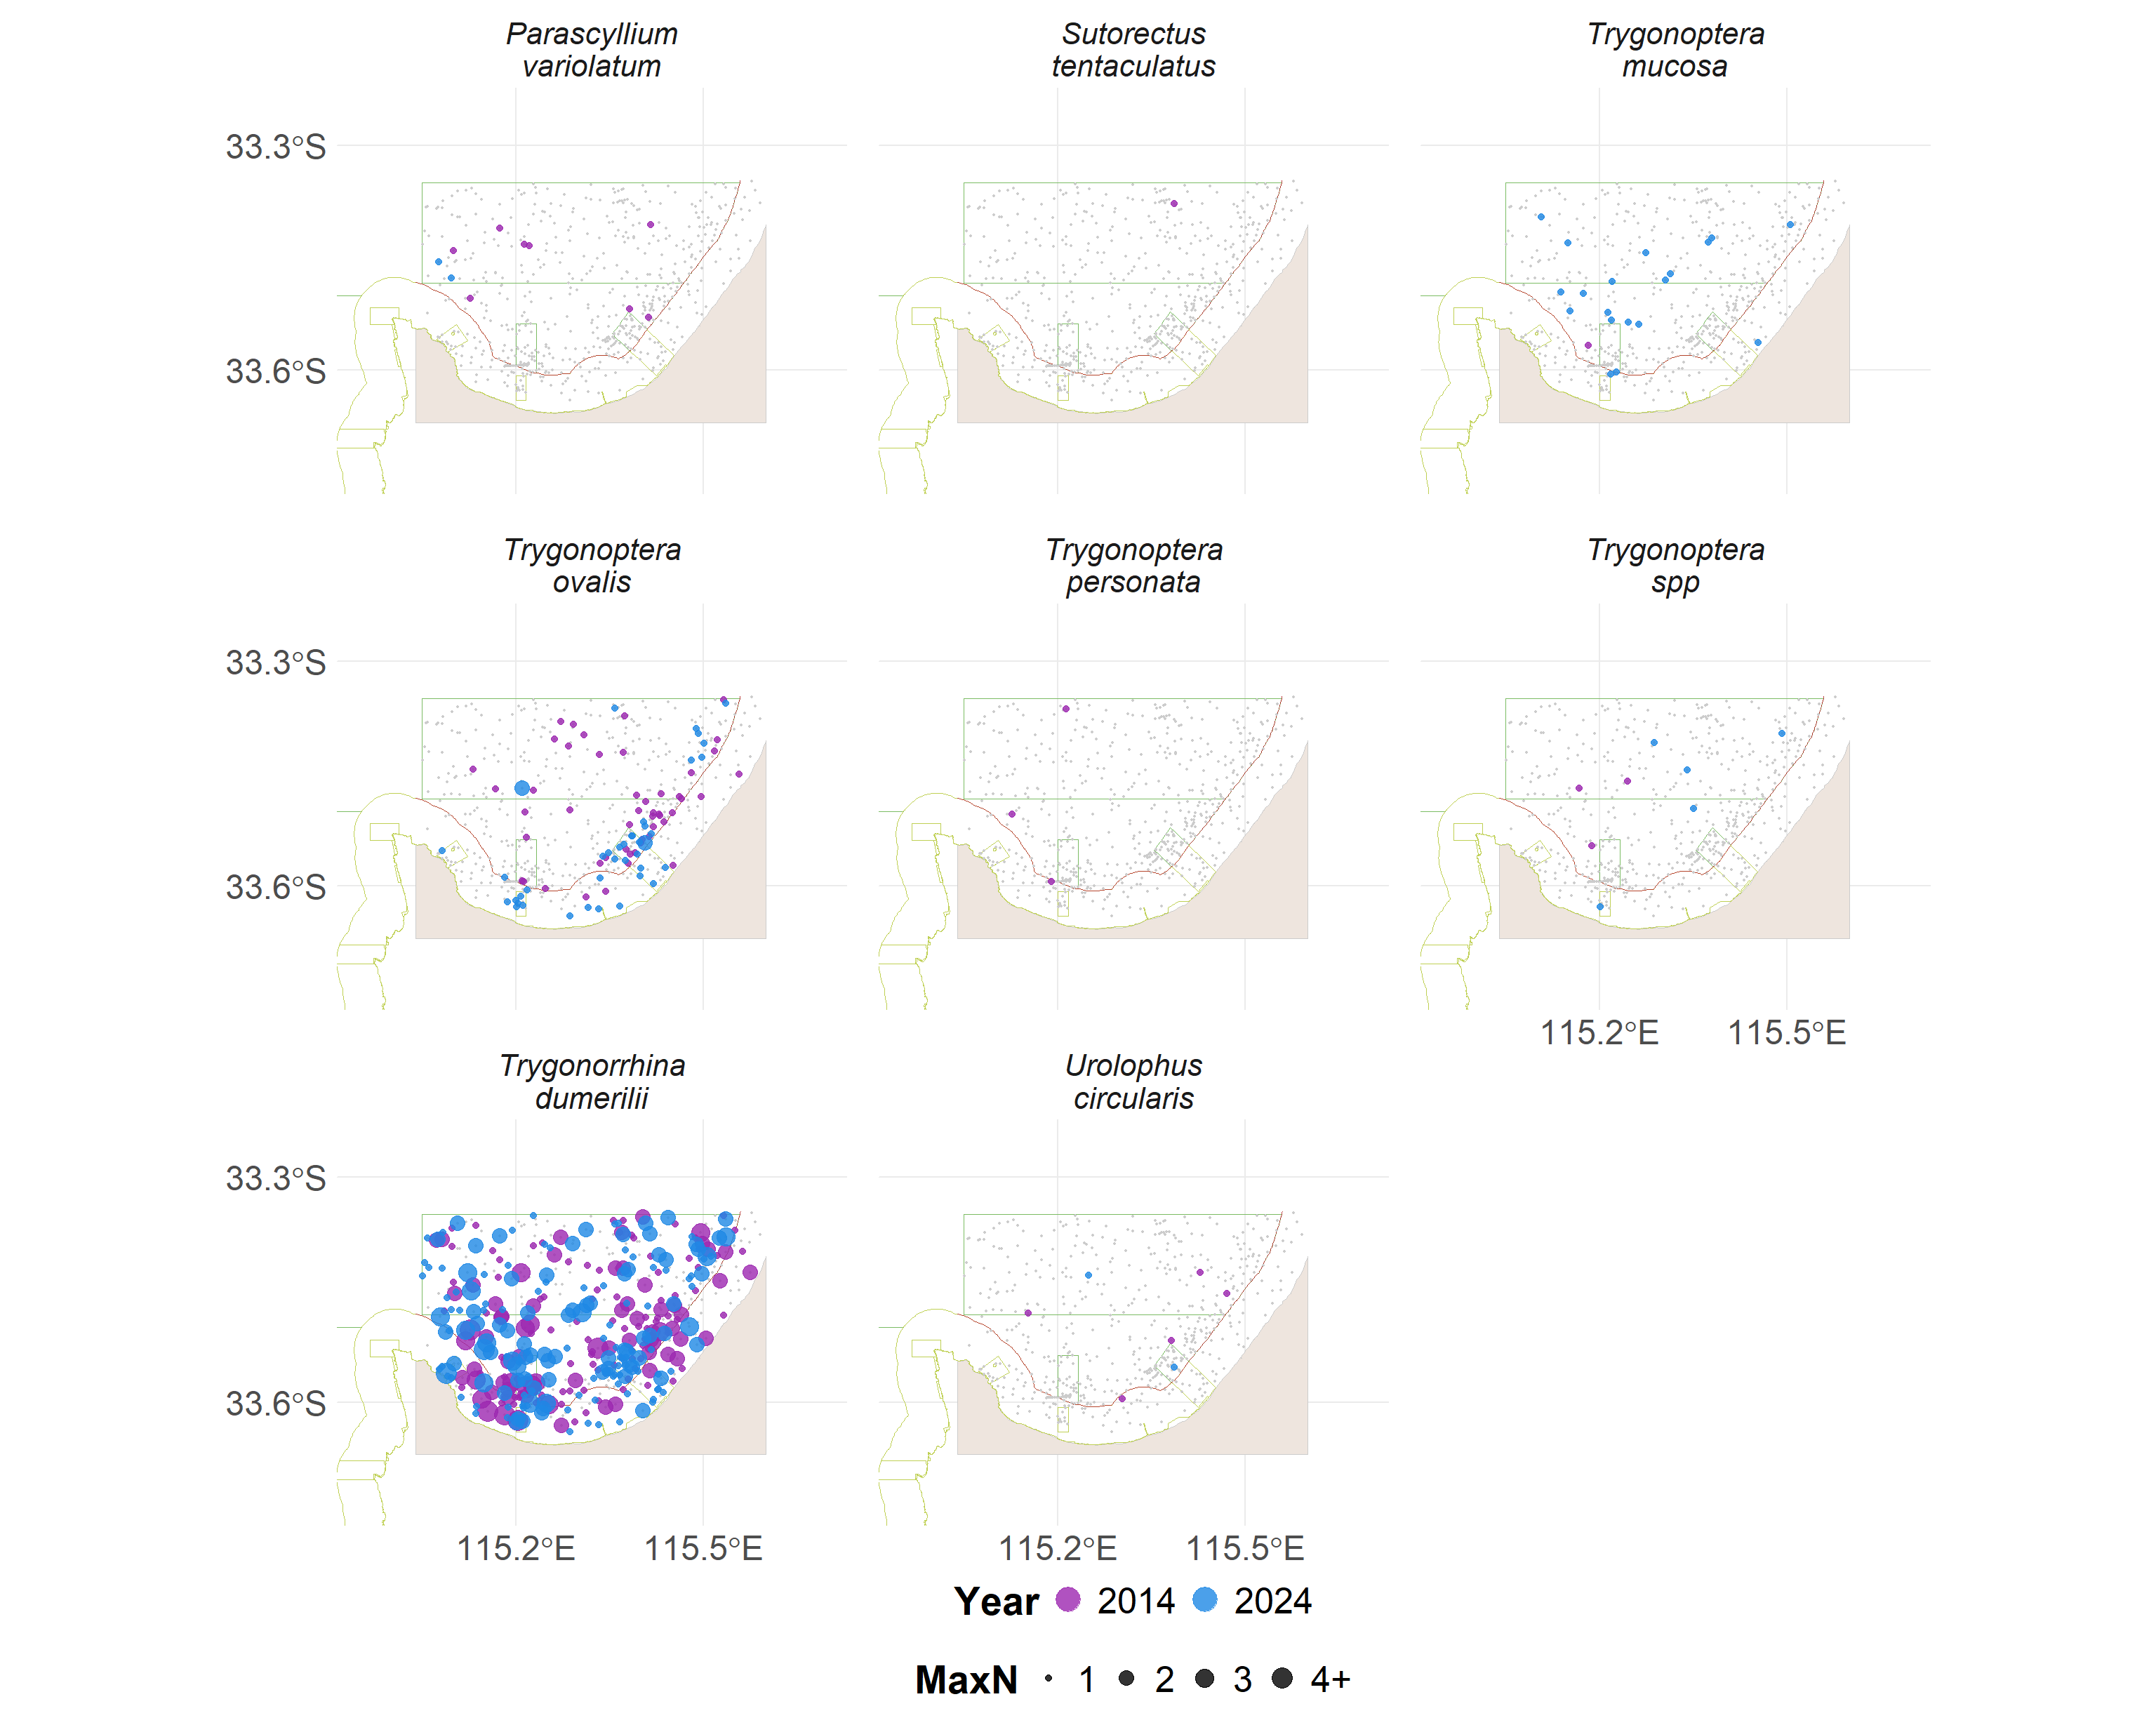 Parascyllium
variolatum
Sutorectus
tentaculatus
Trygonoptera
mucosa
33.3°S
33.6°S
Trygonoptera
ovalis
Trygonoptera
personata
Trygonoptera
spp
33.3°S
33.6°S
115.2°E 115.5°E
Trygonorrhina
dumerilii
Urolophus
circularis
33.3°S
33.6°S
115.2°E 115.5°E 115.2°E 115.5°E
Year 2014 2024
MaxN 1 2 3 4+